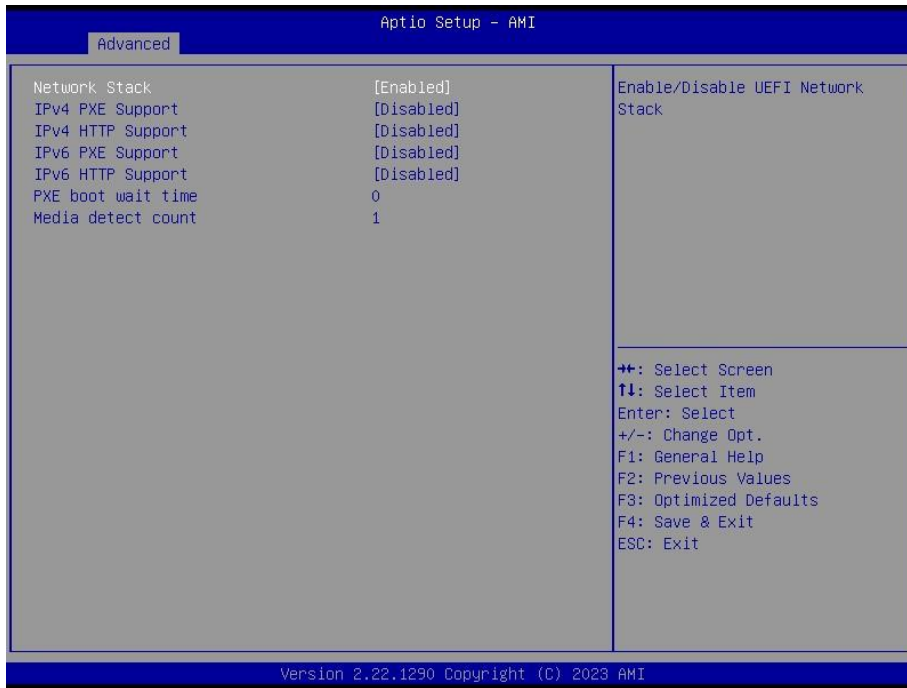 Aptio Setup - AMI
Advanced
Network Stack [Enabled]
IPv4 PXE Support [Disabled]
IPv4 HTTP Support [Disabled]
IPv6 PXE Support [Disabled]
IPv6 HTTP Support [Disabled]
PXE boot wait time 0
Media detect count 1
Enable/Disable UEFI Network
Stack
→←: Select Screen
↑↓: Select Item
Enter: Select
+/-: Change Opt.
F1: General Help
F2: Previous Values
F3: Optimized Defaults
F4: Save & Exit
ESC: Exit
Version 2.22.1290 Copyright (C) 2023 AMI